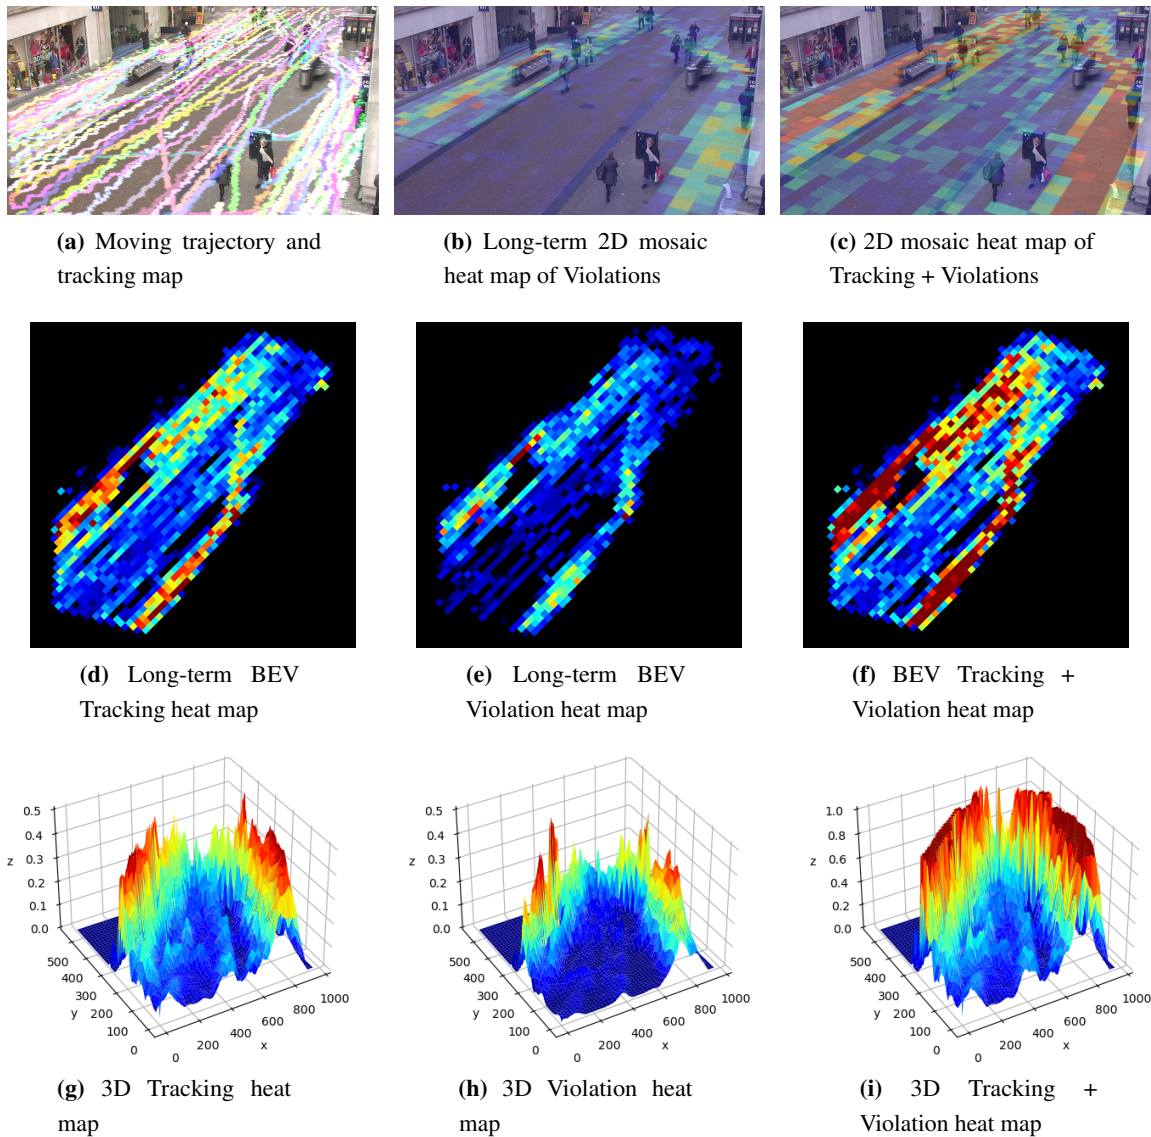 (a) Moving trajectory and
tracking map
(b) Long-term 2D mosaic
heat map of Violations
(c) 2D mosaic heat map of
Tracking + Violations
(d) Long-term BEV
Tracking heat map
(e) Long-term BEV
Violation heat map
(f) BEV Tracking +
Violation heat map
0.5
0.4
0.3
0.2
0.1
0.0
z
500
400
300
200
100
0
y
0
200
400
600
800
1000
x
0.5
0.4
0.3
0.2
0.1
0.0
z
500
400
300
200
100
0
y
0
200
400
600
800
1000
x
1.0
0.8
0.6
0.4
0.2
0.0
z
500
400
300
200
100
0
y
0
200
400
600
800
1000
x
(g) 3D Tracking heat
map
(h) 3D Violation heat
map
(i) 3D Tracking +
Violation heat map